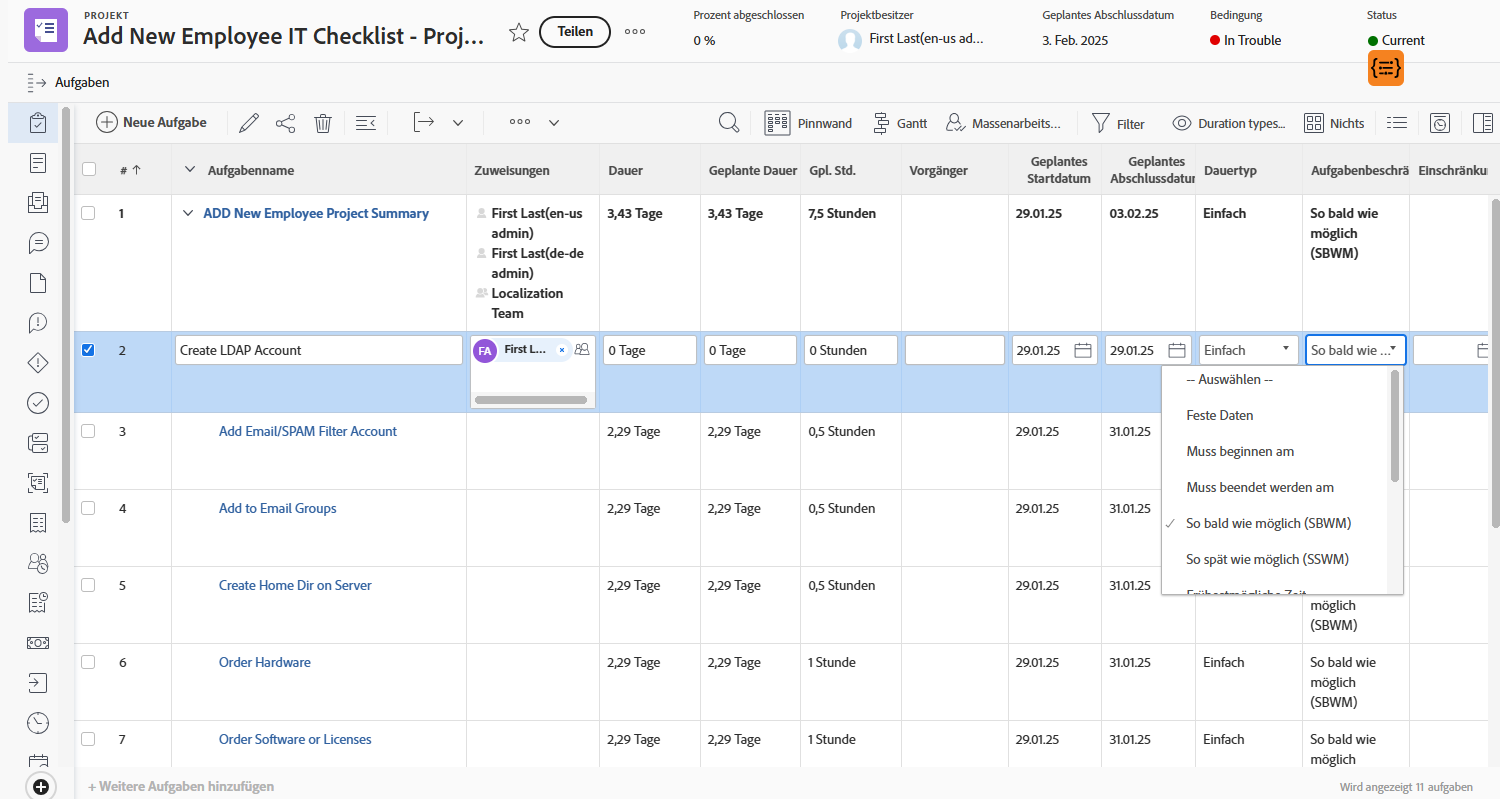 PROJEKT
Add New Employee IT Checklist - Proj...
Teilen
Prozent abgeschlossen
0 %
Projektbesitzer
First Last(en-us ad...
Geplantes Abschlussdatum
3. Feb. 2025
Bedingung
In Trouble
Status
Current
Aufgaben
Neue Aufgabe
Pinnwand
Gantt
Massenarbeits...
Filter
Duration types...
Nichts
#
Aufgabenname
Zuweisungen
Dauer
Geplante Dauer
Gpl. Std.
Vorgänger
Geplantes
Startdatum
Geplantes
Abschlussdatum
Dauertyp
Aufgabenbeschrä
Einschränku
1
ADD New Employee Project Summary
First Last(en-us
admin)
First Last(de-de
admin)
Localization
Team
3,43 Tage
3,43 Tage
7,5 Stunden
29.01.25
03.02.25
Einfach
So bald wie
möglich
(SBWM)
2
Create LDAP Account
FA
First L...
0 Tage
0 Tage
0 Stunden
29.01.25
29.01.25
Einfach
So bald wie ...
-- Auswählen --
Feste Daten
Muss beginnen am
Muss beendet werden am
So bald wie möglich (SBWM)
So spät wie möglich (SSWM)
Frühestmögliche Zeit
3
Add Email/SPAM Filter Account
2,29 Tage
2,29 Tage
0,5 Stunden
29.01.25
31.01.25
4
Add to Email Groups
2,29 Tage
2,29 Tage
0,5 Stunden
29.01.25
31.01.25
5
Create Home Dir on Server
2,29 Tage
2,29 Tage
0,5 Stunden
29.01.25
31.01.25
möglich
(SBWM)
6
Order Hardware
2,29 Tage
2,29 Tage
1 Stunde
29.01.25
31.01.25
Einfach
So bald wie
möglich
(SBWM)
7
Order Software or Licenses
2,29 Tage
2,29 Tage
1 Stunde
29.01.25
31.01.25
Einfach
So bald wie
möglich
+ Weitere Aufgaben hinzufügen
Wird angezeigt 11 aufgaben